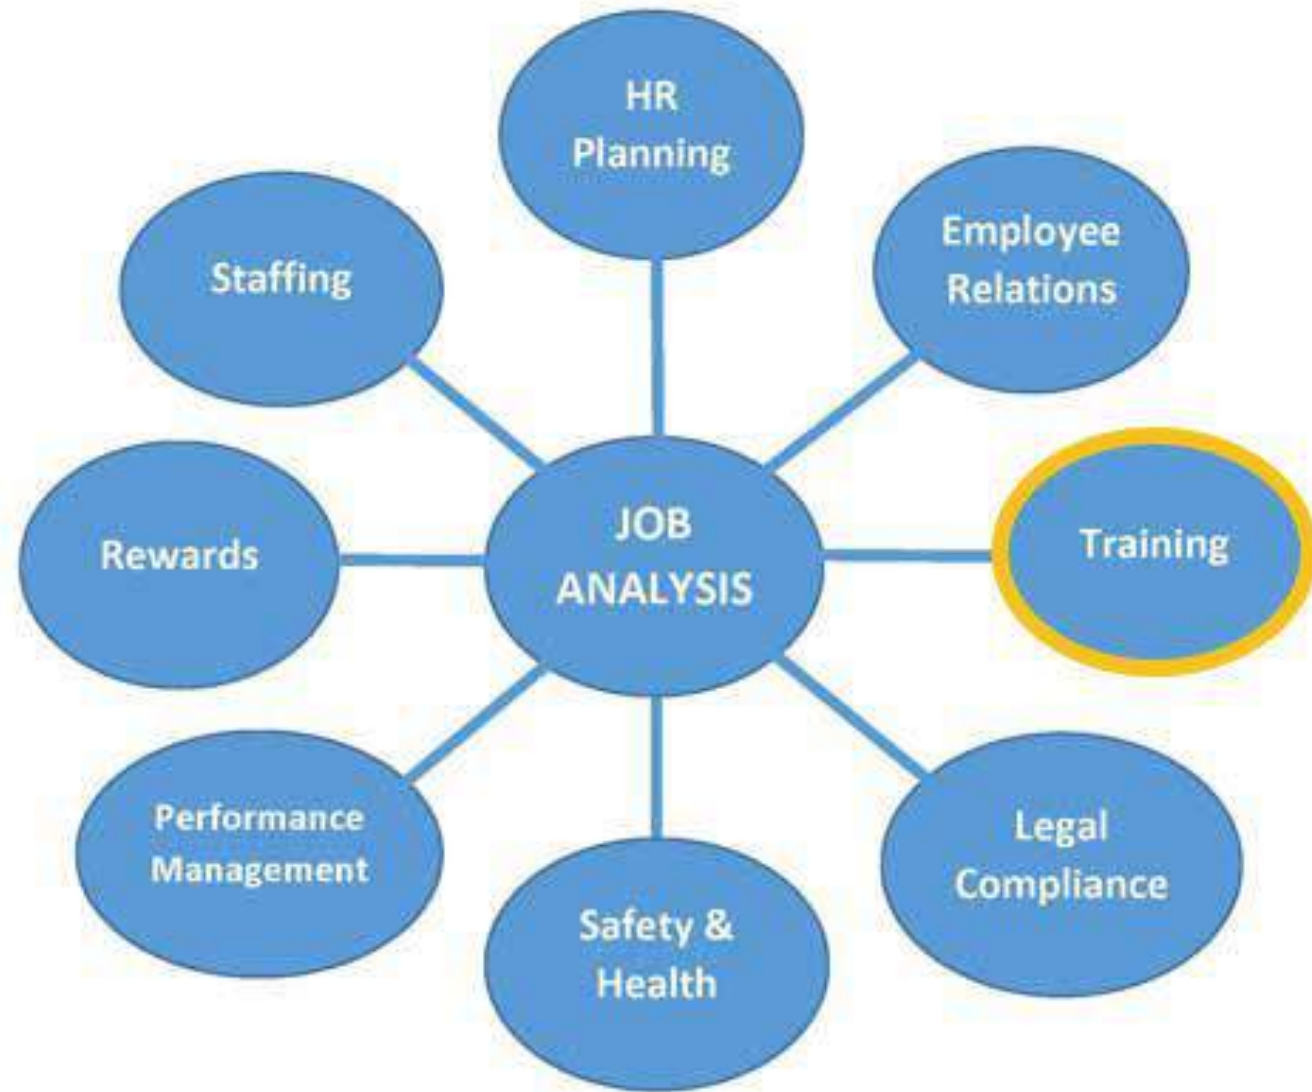 HR
Planning
Employee
Relations
Staffing
Training
JOB
ANALYSIS
Rewards
Legal
Compliance
Performance
Management
Safety &
Health